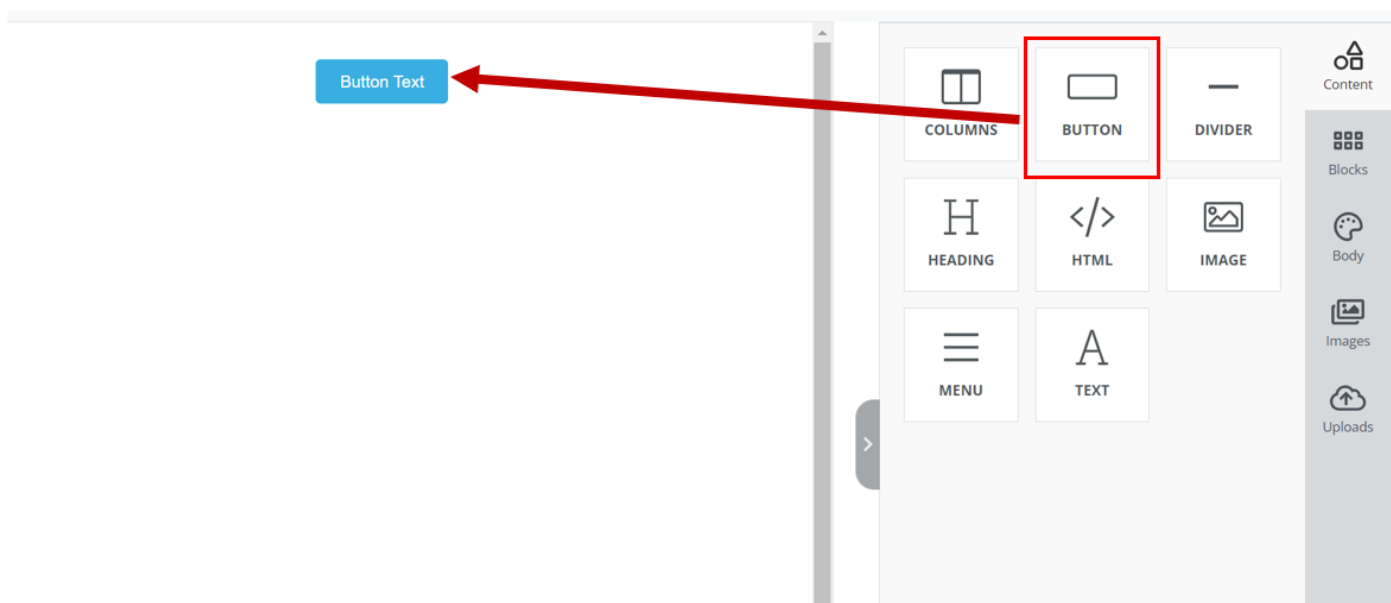 Button Text
COLUMNS
BUTTON
DIVIDER
HEADING
HTML
IMAGE
MENU
TEXT
Content
Blocks
Body
Images
Uploads